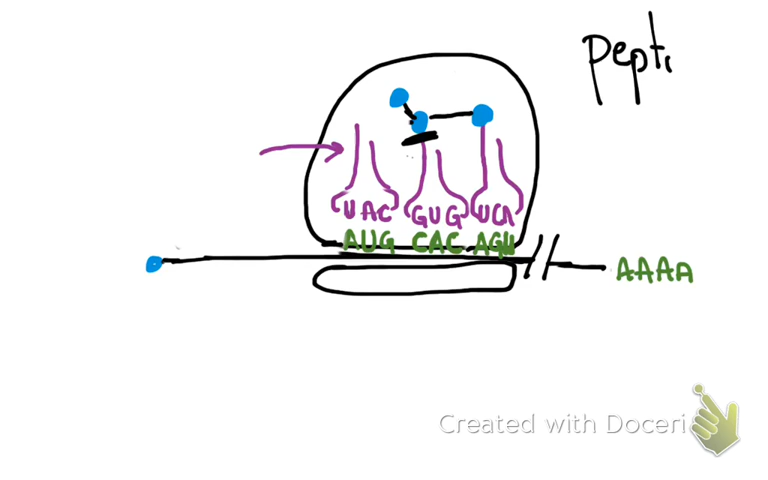 pepti
UAC GUG UCA
AUG CAC AGU
AAAA
Created with Doceri